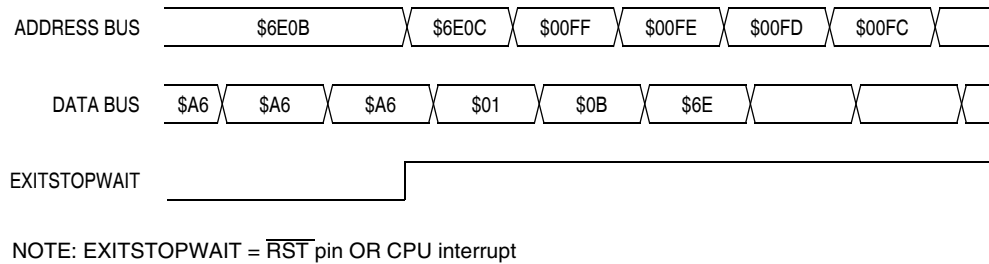 ADDRESS BUS $6E0B $6E0C $00FF $00FE $00FD $00FC
DATA BUS $A6 $A6 $A6 $01 $0B $6E
EXITSTOPWAIT
NOTE: EXITSTOPWAIT = RST pin OR CPU interrupt